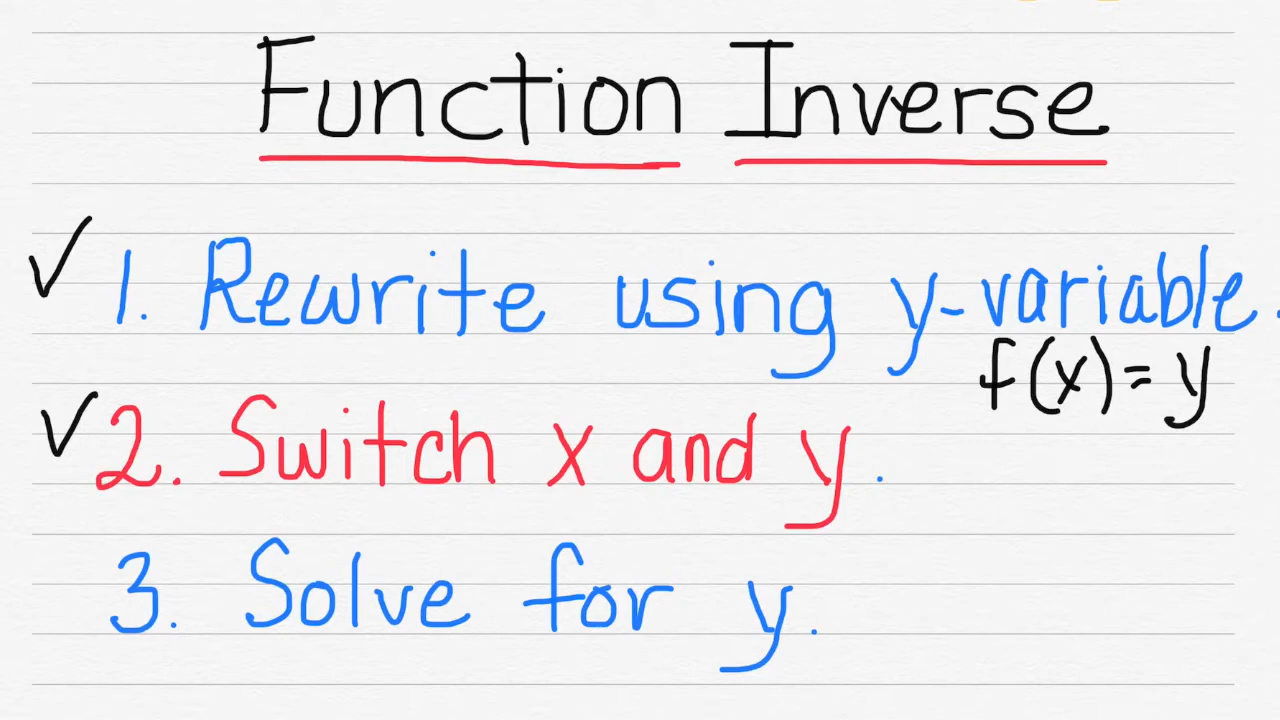 Function Inverse
✓ 1. Rewrite using y-variable.
f(x) = y
✓ 2. Switch x and y.
3. Solve for y.